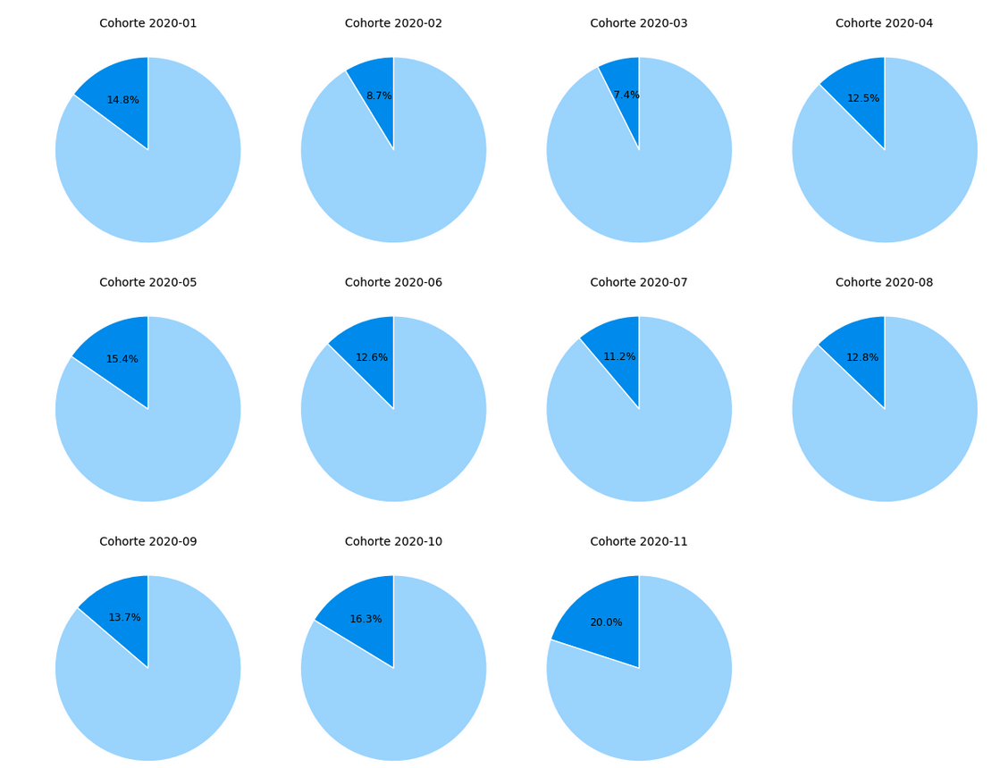 Cohorte 2020-01
14.8%
Cohorte 2020-02
8.7%
Cohorte 2020-03
7.4%
Cohorte 2020-04
12.5%
Cohorte 2020-05
15.4%
Cohorte 2020-06
12.6%
Cohorte 2020-07
11.2%
Cohorte 2020-08
12.8%
Cohorte 2020-09
13.7%
Cohorte 2020-10
16.3%
Cohorte 2020-11
20.0%